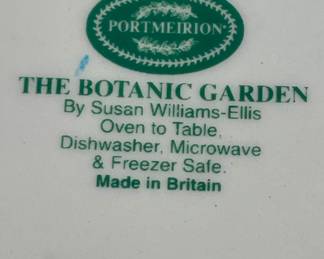 PORTMEIRION
THE BOTANIC GARDEN
By Susan Williams-Ellis
Oven to Table,
Dishwasher, Microwave
& Freezer Safe.
Made in Britain